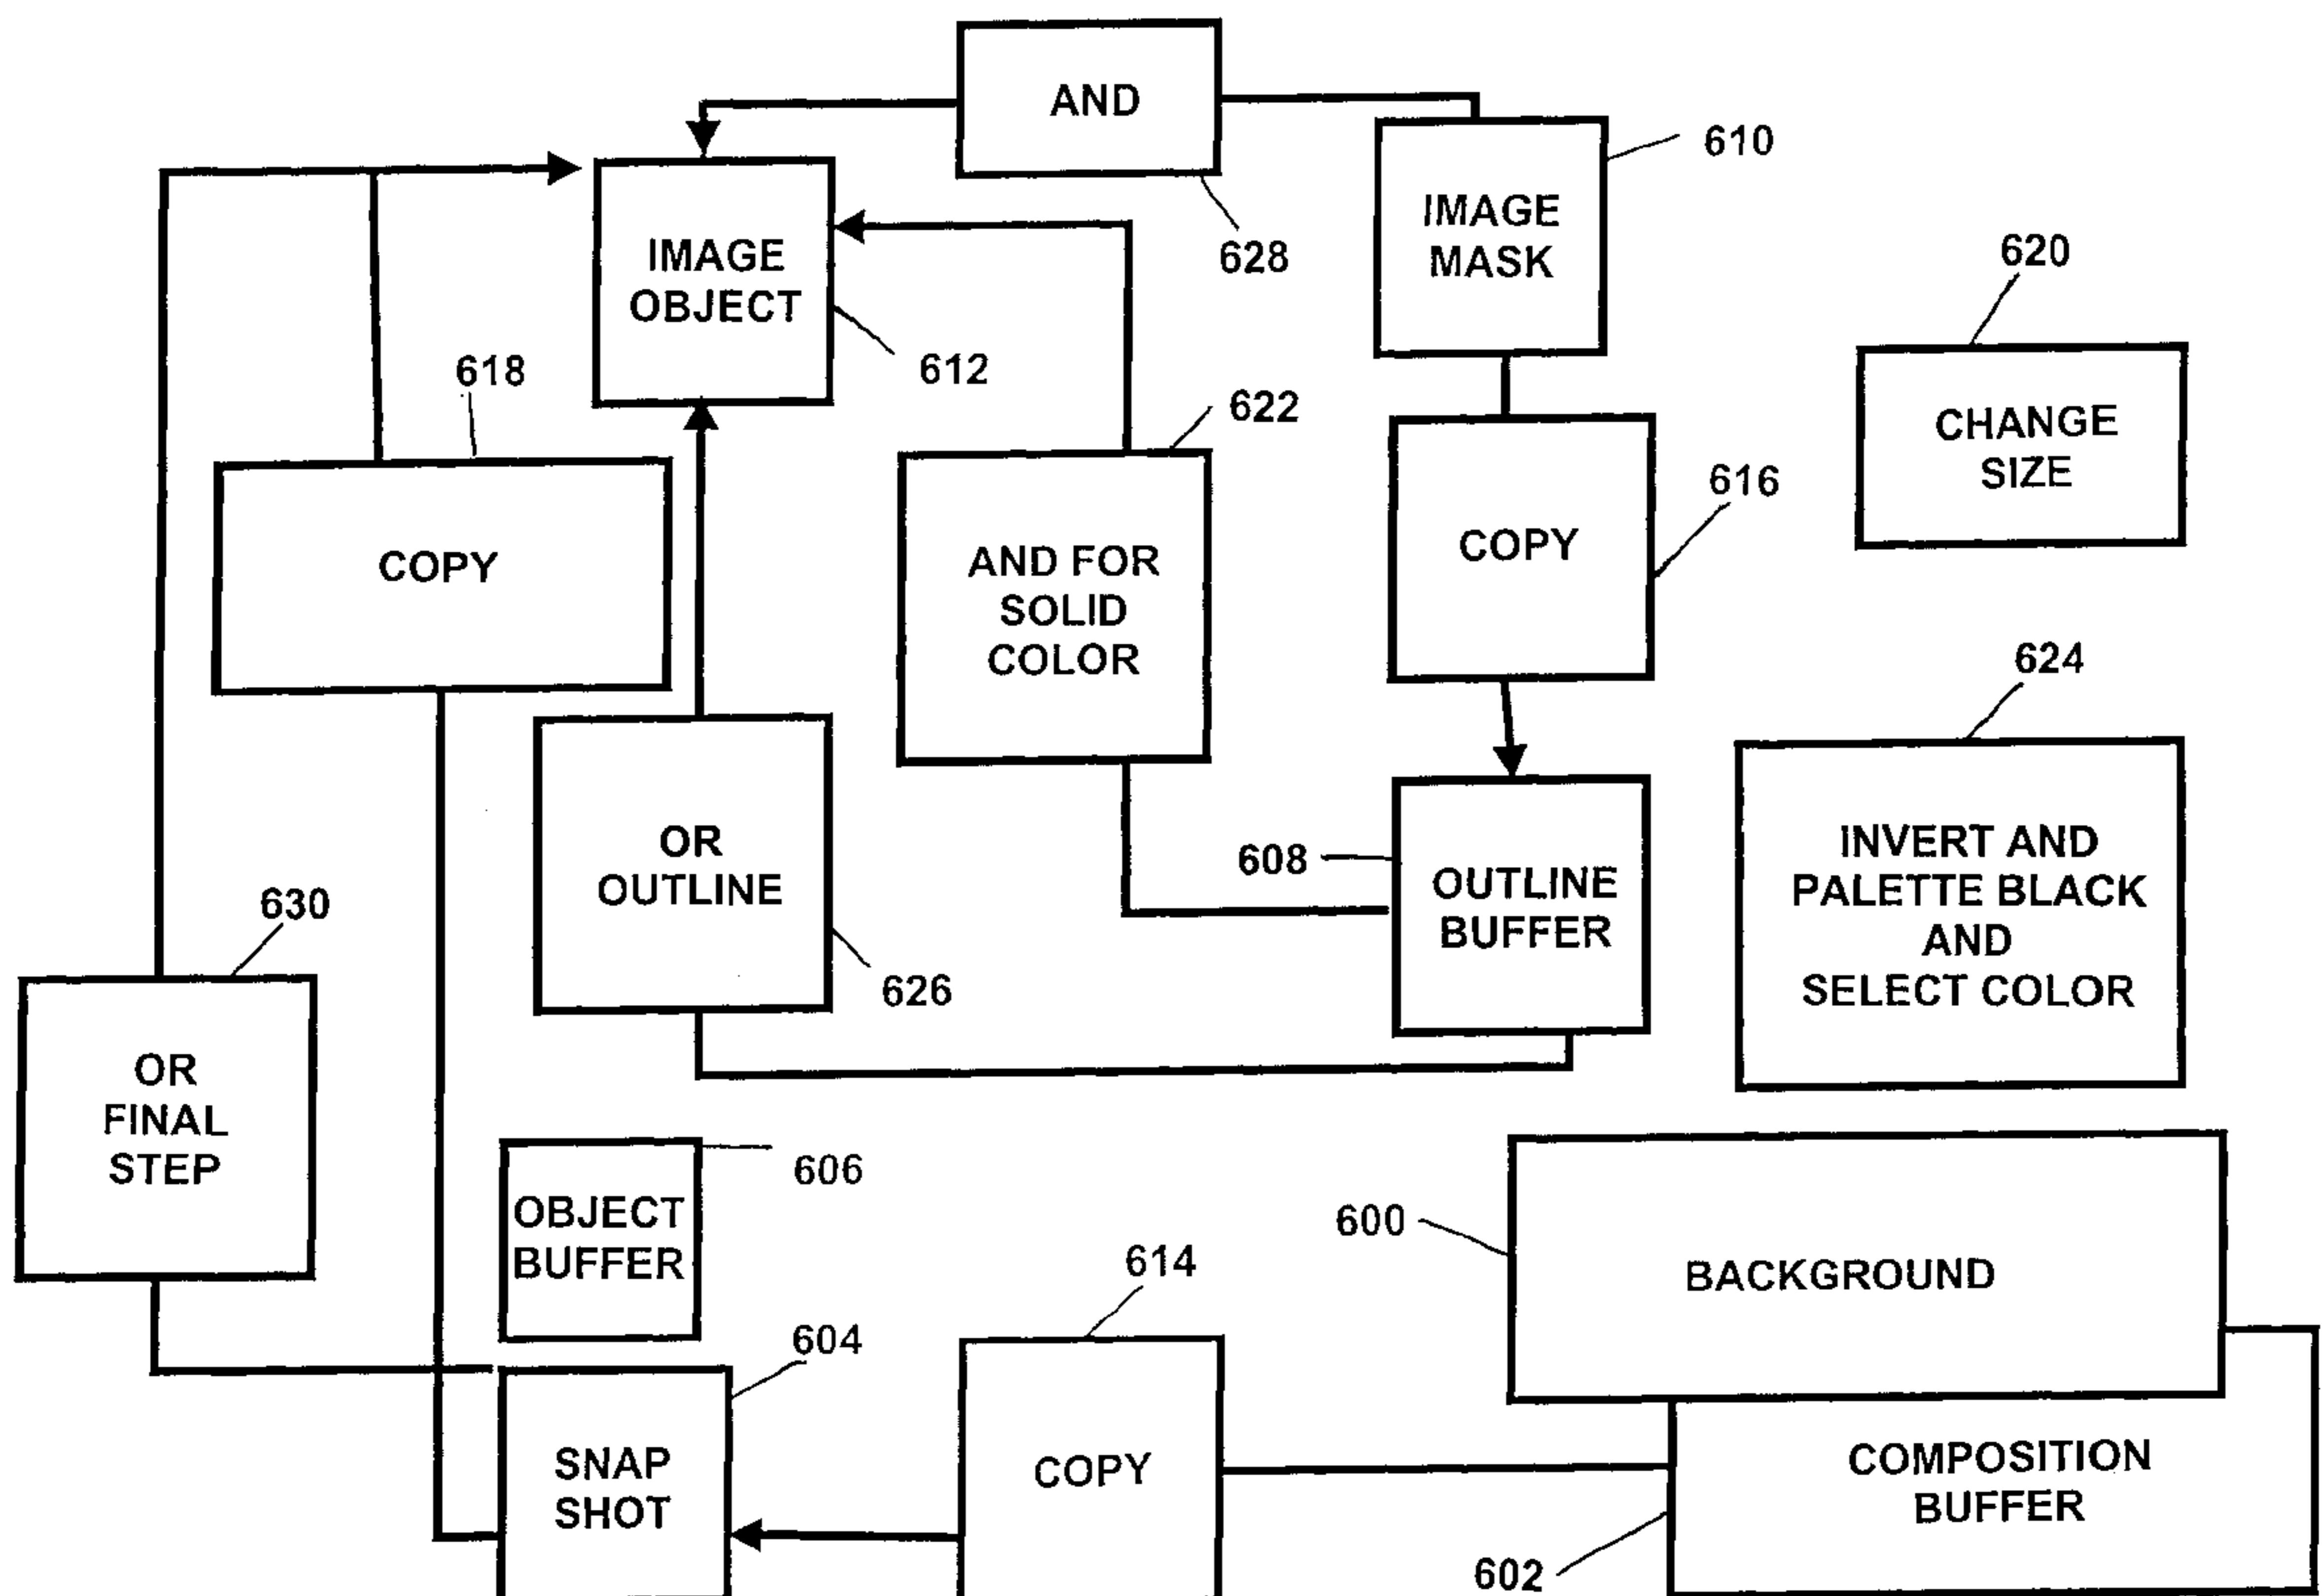 AND
610
IMAGE
MASK
628
620
IMAGE
OBJECT
612
618
622
CHANGE
SIZE
616
COPY
AND FOR
SOLID
COLOR
COPY
624
OR
OUTLINE
608
OUTLINE
BUFFER
INVERT AND
PALETTE BLACK
AND
SELECT COLOR
630
626
OR
FINAL
STEP
606
OBJECT
BUFFER
600
BACKGROUND
614
604
SNAP
SHOT
COPY
COMPOSITION
BUFFER
602